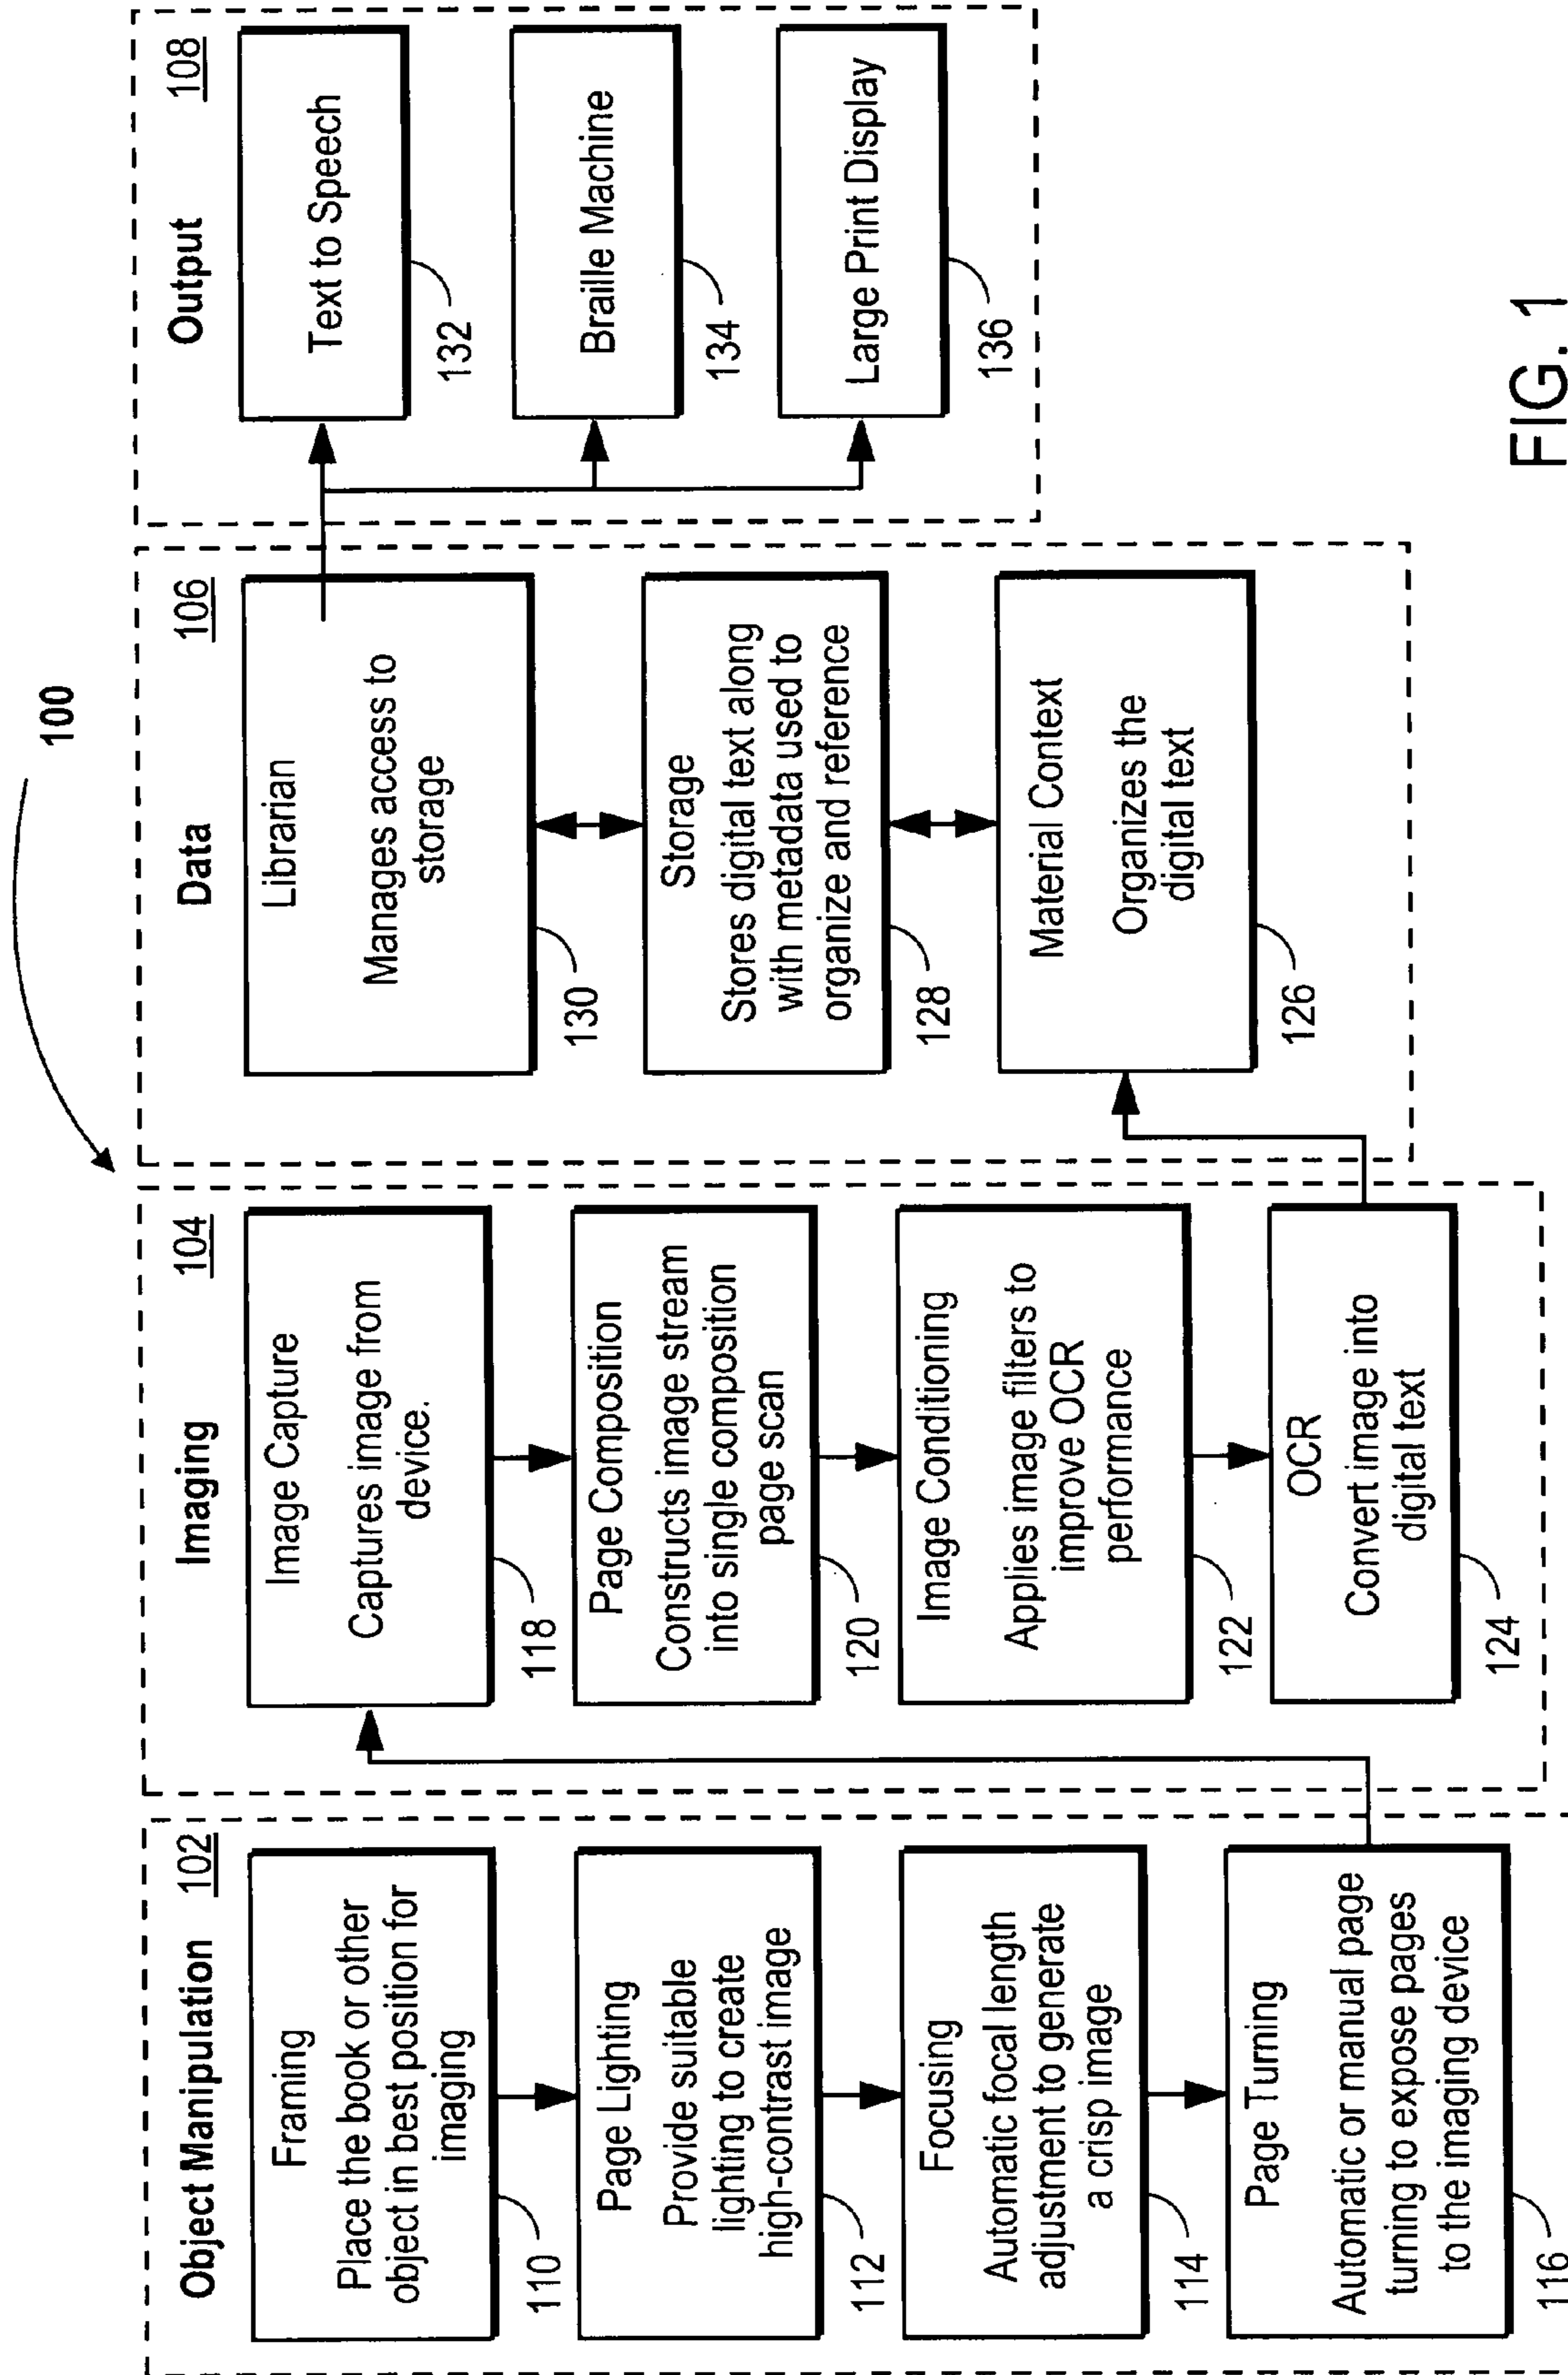 100
Object Manipulation 102
Framing
Place the book or other
object in best position for
imaging
110
Page Lighting
Provide suitable
lighting to create
high-contrast image
112
Focusing
Automatic focal length
adjustment to generate
a crisp image
114
Page Turning
Automatic or manual page
turning to expose pages
to the imaging device
116
Imaging 104
Image Capture
Captures image from
device.
118
Page Composition
Constructs image stream
into single composition
page scan
120
Image Conditioning
Applies image filters to
improve OCR
performance
122
OCR
Convert image into
digital text
124
Data 106
Librarian
Manages access to
storage
130
Storage
Stores digital text along
with metadata used to
organize and reference
128
Material Context
Organizes the
digital text
126
Output 108
Text to Speech
132
Braille Machine
134
Large Print Display
136
FIG. 1